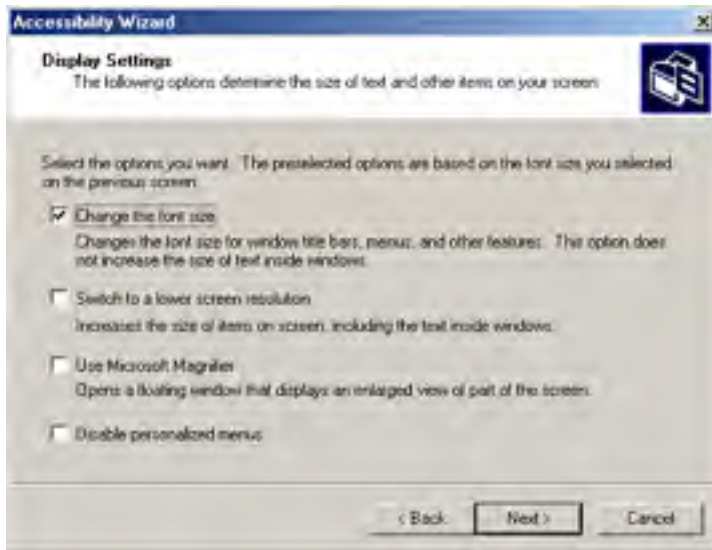 Accessibility Wizard
Display Settings
The following options determine the size of text and other items on your screen
Select the options you want. The preselected options are based on the font size you selected
on the previous screen.
Change the font size
Changes the font size for window title bars, menus, and other features. This option does
not increase the size of text inside windows.
Switch to a lower screen resolution
Increases the size of items on screen, including the text inside windows.
Use Microsoft Magnifier
Opens a floating window that displays an enlarged view of part of the screen.
Disable personalized menus
< Back
Next >
Cancel